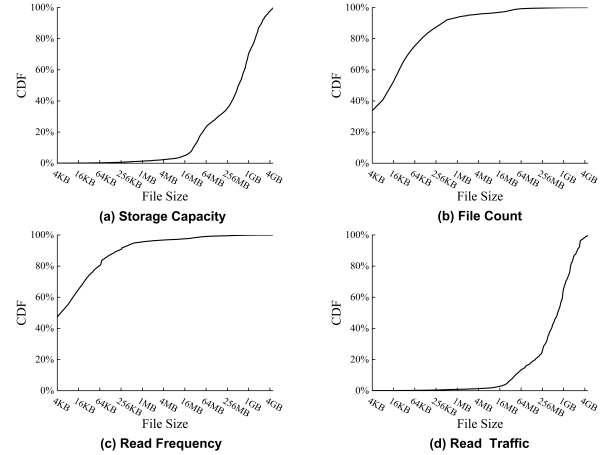 100%
80%
60%
40%
20%
0%
CDF
4KB 16KB 64KB 256KB 1MB 4MB 16MB 64MB 256MB 1GB 4GB
File Size
(a) Storage Capacity
100%
80%
60%
40%
20%
0%
CDF
4KB 16KB 64KB 256KB 1MB 4MB 16MB 64MB 256MB 1GB 4GB
File Size
(b) File Count
100%
80%
60%
40%
20%
0%
CDF
4KB 16KB 64KB 256KB 1MB 4MB 16MB 64MB 256MB 1GB 4GB
File Size
(c) Read Frequency
100%
80%
60%
40%
20%
0%
CDF
4KB 16KB 64KB 256KB 1MB 4MB 16MB 64MB 256MB 1GB 4GB
File Size
(d) Read Traffic